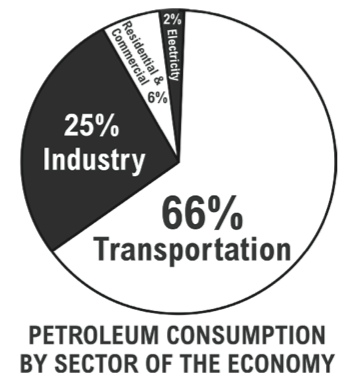 2%
Electricity
Residential &
Commercial
6%
25%
Industry
66%
Transportation
PETROLEUM CONSUMPTION
BY SECTOR OF THE ECONOMY